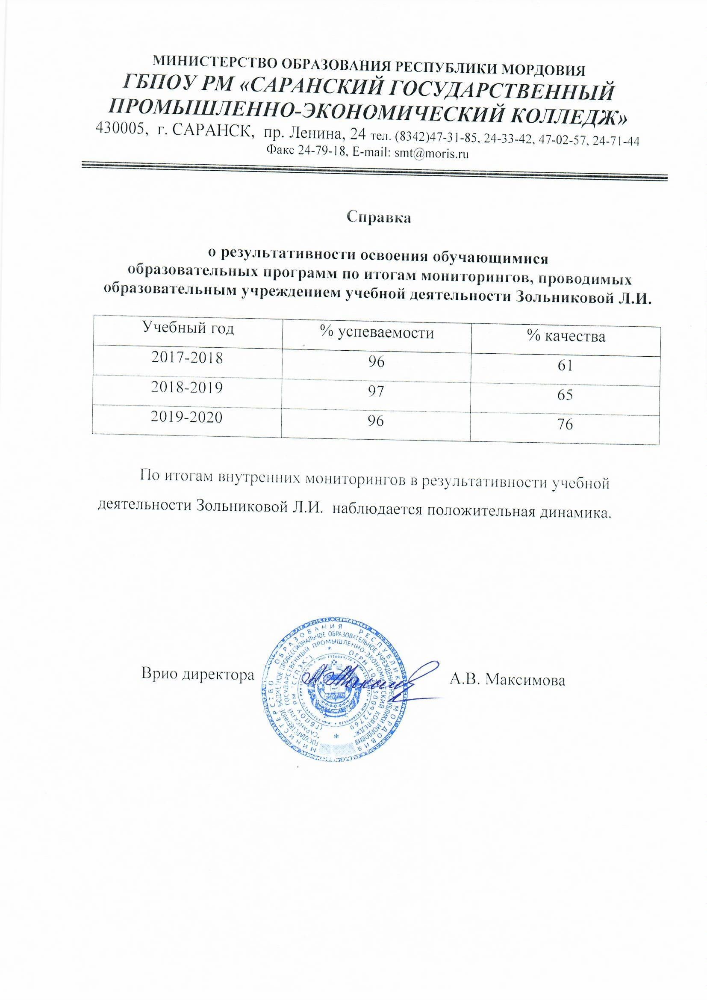 МИНИСТЕРСТВО ОБРАЗОВАНИЯ РЕСПУБЛИКИ МОРДОВИЯ
ГБПОУ РМ «САРАНСКИЙ ГОСУДАРСТВЕННЫЙ
ПРОМЫШЛЕННО-ЭКОНОМИЧЕСКИЙ КОЛЛЕДЖ»
430005, г. САРАНСК, пр. Ленина, 24 тел. (8342)47-31-85, 24-33-42, 47-02-57, 24-71-44
Факс 24-79-18, E-mail: smt@moris.ru
Справка
о результативности освоения обучающимися
образовательных программ по итогам мониторингов, проводимых
образовательным учреждением учебной деятельности Зольниковой Л.И.
Учебный год % успеваемости % качества
2017-2018 96 61
2018-2019 97 65
2019-2020 96 76
По итогам внутренних мониторингов в результативности учебной
деятельности Зольниковой Л.И. наблюдается положительная динамика.
Врио директора А.В. Максимова
МИНИСТЕРСТВО ОБРАЗОВАНИЯ РЕСПУБЛИКИ МОРДОВИЯ
ГОСУДАРСТВЕННОЕ БЮДЖЕТНОЕ ПРОФЕССИОНАЛЬНОЕ ОБРАЗОВАТЕЛЬНОЕ УЧРЕЖДЕНИЕ РЕСПУБЛИКИ МОРДОВИЯ
"САРАНСКИЙ ГОСУДАРСТВЕННЫЙ ПРОМЫШЛЕННО-ЭКОНОМИЧЕСКИЙ КОЛЛЕДЖ"
(ГБПОУ РМ "СГПЭК") * ОГРН